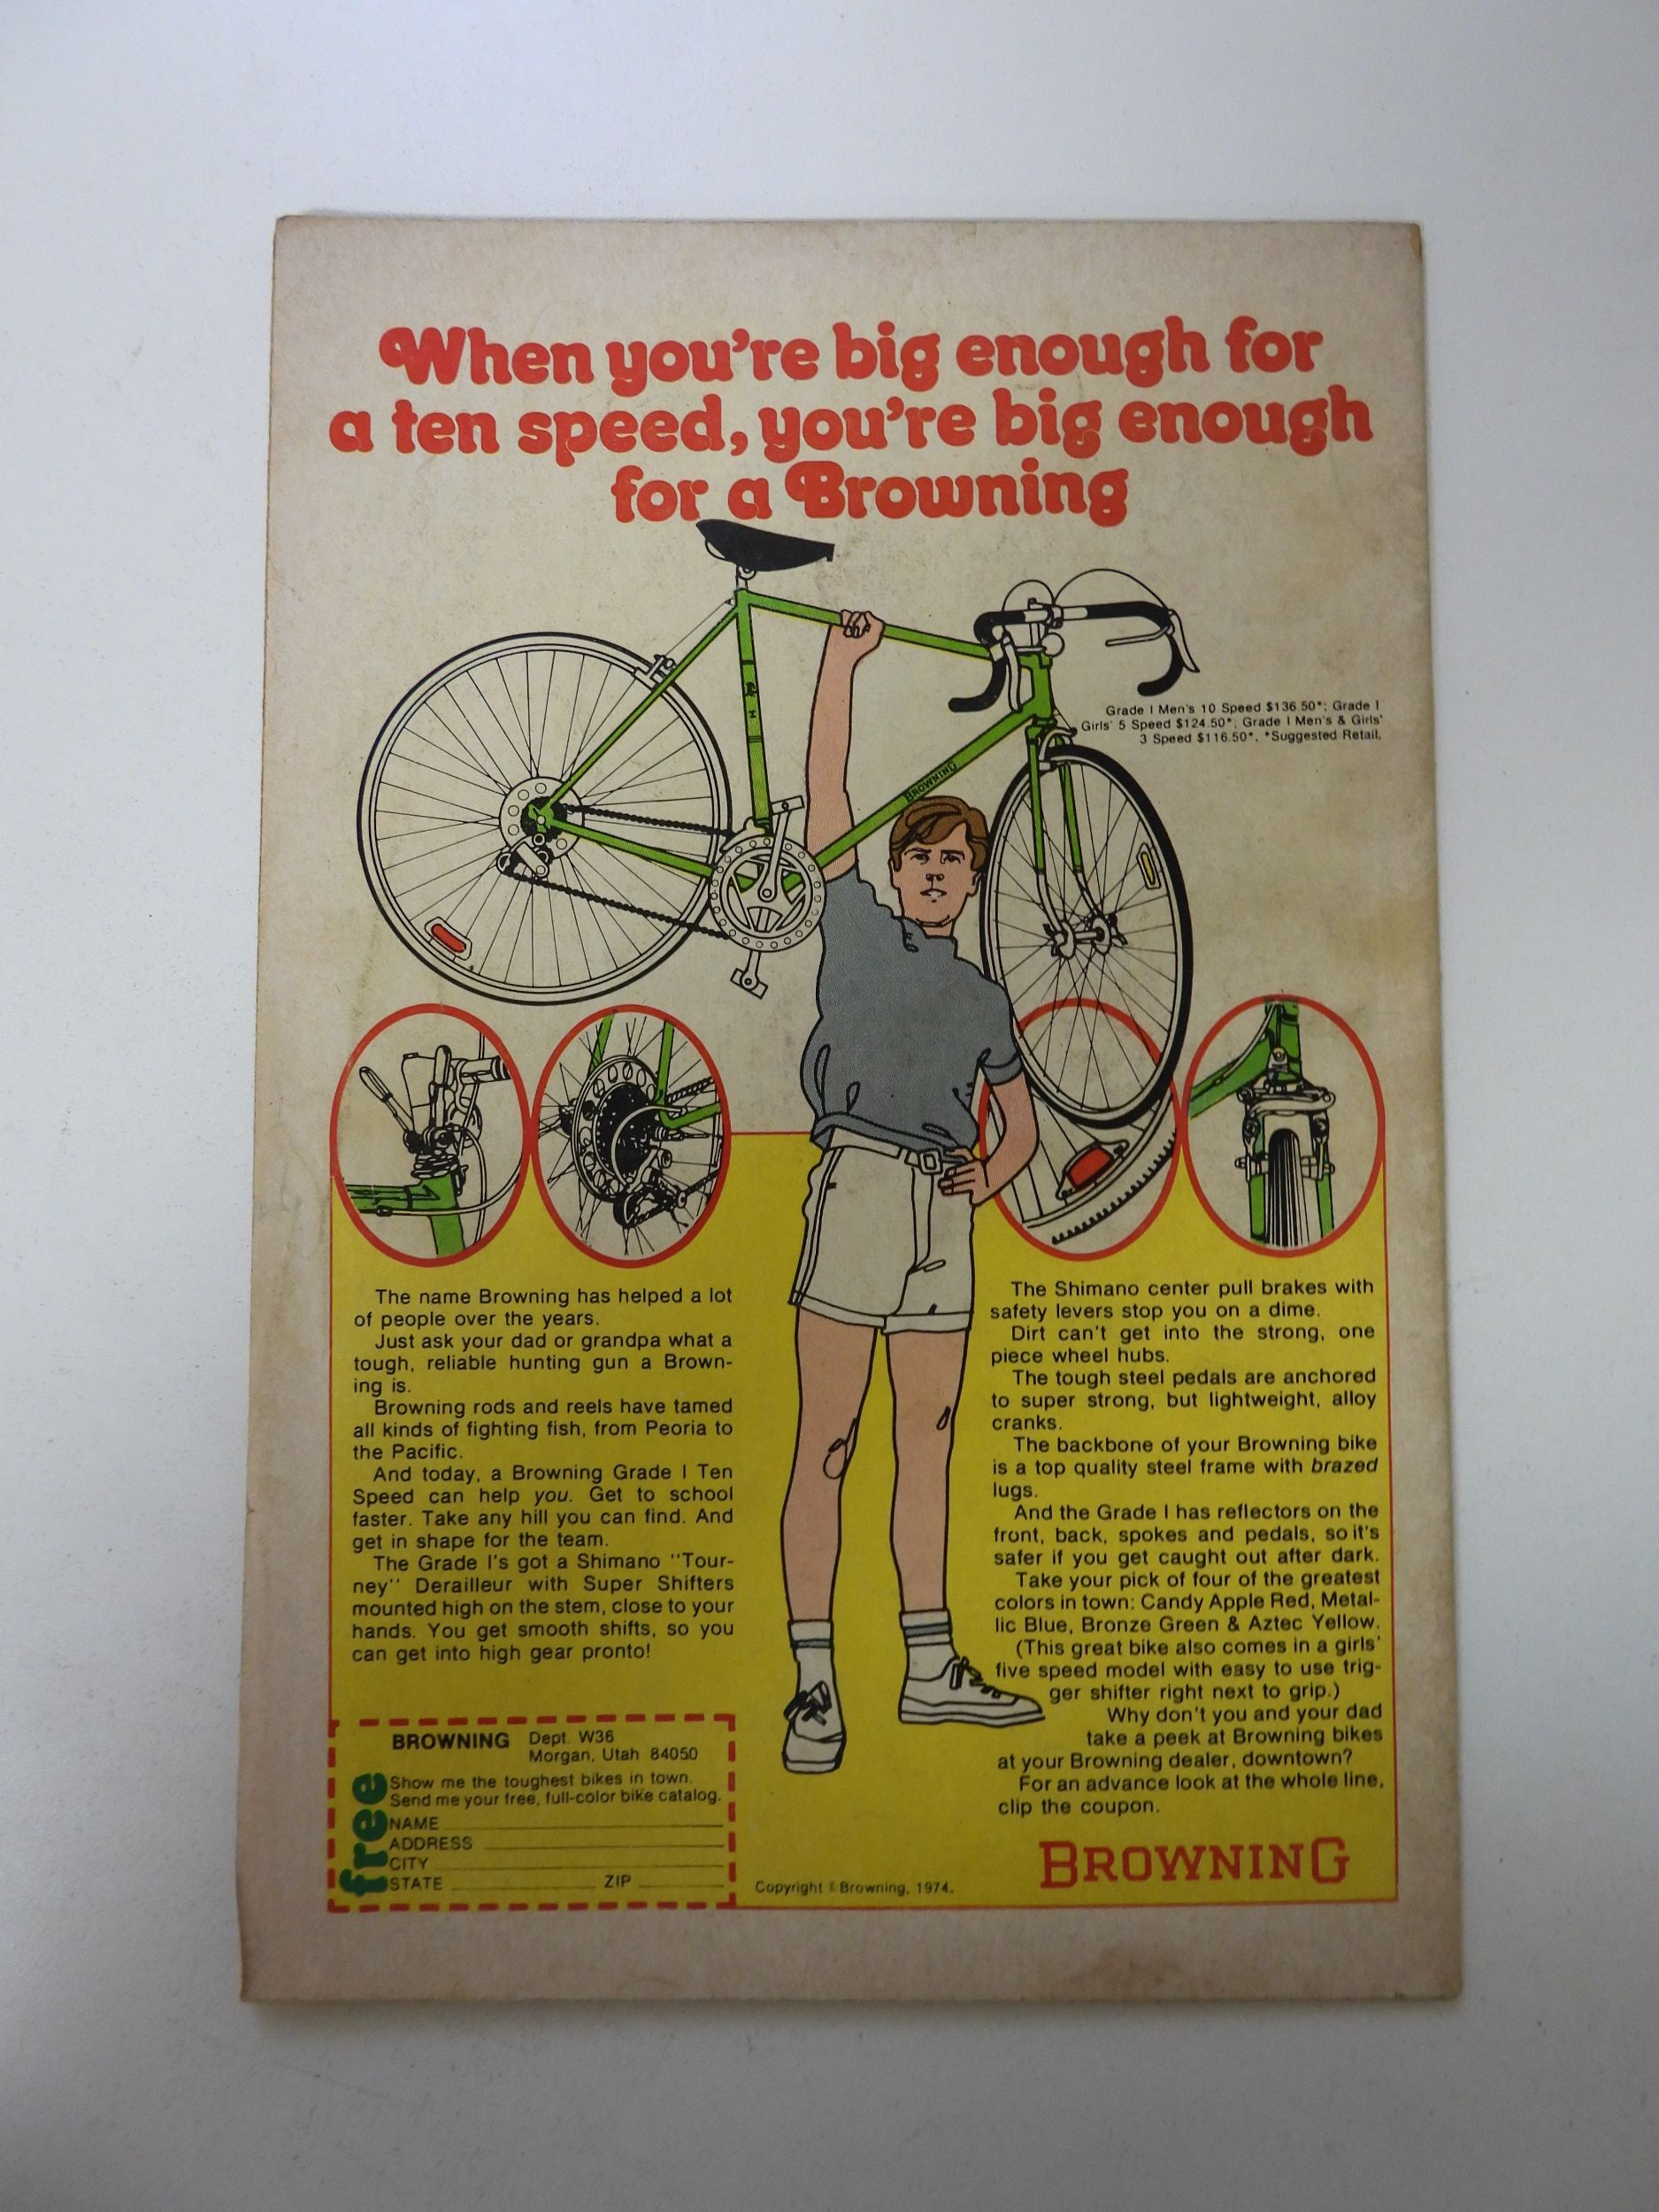 When you're big enough for
a ten speed, you're big enough
for a Browning
Grade I Men's 10 Speed $136.50*; Grade I
Girls' 5 Speed $124.50*; Grade I Men's & Girls'
3 Speed $116.50*. *Suggested Retail.
BROWNING
The name Browning has helped a lot
of people over the years.
Just ask your dad or grandpa what a
tough, reliable hunting gun a Brown-
ing is.
Browning rods and reels have tamed
all kinds of fighting fish, from Peoria to
the Pacific.
And today, a Browning Grade I Ten
Speed can help you. Get to school
faster. Take any hill you can find. And
get in shape for the team.
The Grade I's got a Shimano "Tour-
ney" Derailleur with Super Shifters
mounted high on the stem, close to your
hands. You get smooth shifts, so you
can get into high gear pronto!
The Shimano center pull brakes with
safety levers stop you on a dime.
Dirt can't get into the strong, one
piece wheel hubs.
The tough steel pedals are anchored
to super strong, but lightweight, alloy
cranks.
The backbone of your Browning bike
is a top quality steel frame with brazed
lugs.
And the Grade I has reflectors on the
front, back, spokes and pedals, so it's
safer if you get caught out after dark.
Take your pick of four of the greatest
colors in town: Candy Apple Red, Metal-
lic Blue, Bronze Green & Aztec Yellow.
(This great bike also comes in a girls'
five speed model with easy to use trig-
ger shifter right next to grip.)
Why don't you and your dad
take a peek at Browning bikes
at your Browning dealer, downtown?
For an advance look at the whole line,
clip the coupon.
BROWNING Dept. W36
Morgan, Utah 84050
free
Show me the toughest bikes in town.
Send me your free, full-color bike catalog.
NAME
ADDRESS
CITY
STATE ZIP
Copyright © Browning, 1974.
BROWNING